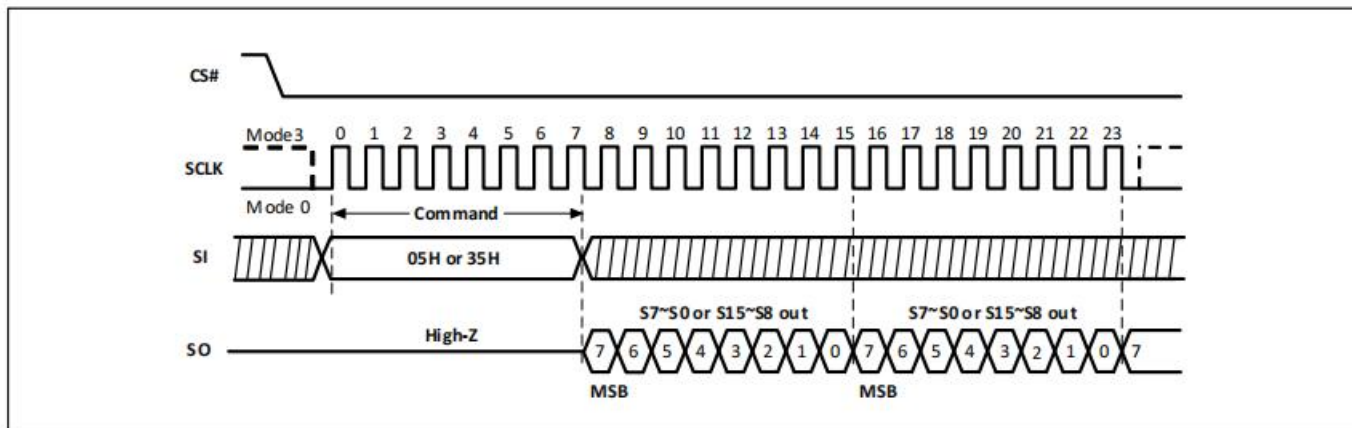 CS#
Mode3 0 1 2 3 4 5 6 7 8 9 10 11 12 13 14 15 16 17 18 19 20 21 22 23
SCLK
Mode 0
Command
SI 05H or 35H
S7~S0 or S15~S8 out S7~S0 or S15~S8 out
High-Z
SO 7 6 5 4 3 2 1 0 7 6 5 4 3 2 1 0 7
MSB MSB